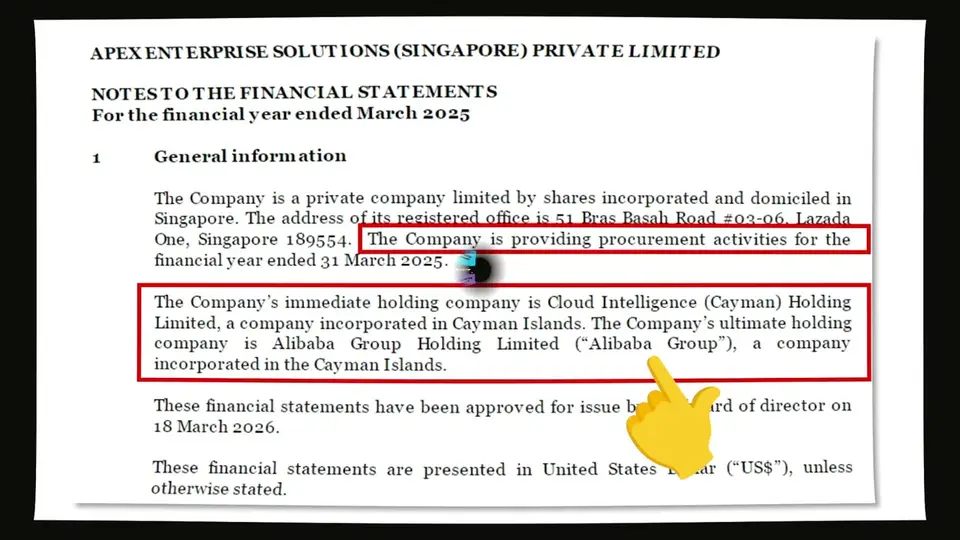 APEX ENTERPRISE SOLUTIONS (SINGAPORE) PRIVATE LIMITED
NOTES TO THE FINANCIAL STATEMENTS
For the financial year ended March 2025
1 General information
The Company is a private company limited by shares incorporated and domiciled in
Singapore. The address of its registered office is 51 Bras Basah Road #03-06, Lazada
One, Singapore 189554. The Company is providing procurement activities for the
financial year ended 31 March 2025.
The Company's immediate holding company is Cloud Intelligence (Cayman) Holding
Limited, a company incorporated in Cayman Islands. The Company's ultimate holding
company is Alibaba Group Holding Limited ("Alibaba Group"), a company
incorporated in the Cayman Islands.
These financial statements have been approved for issue of director on
18 March 2026.
These financial statements are presented in United States ("US$"), unless
otherwise stated.